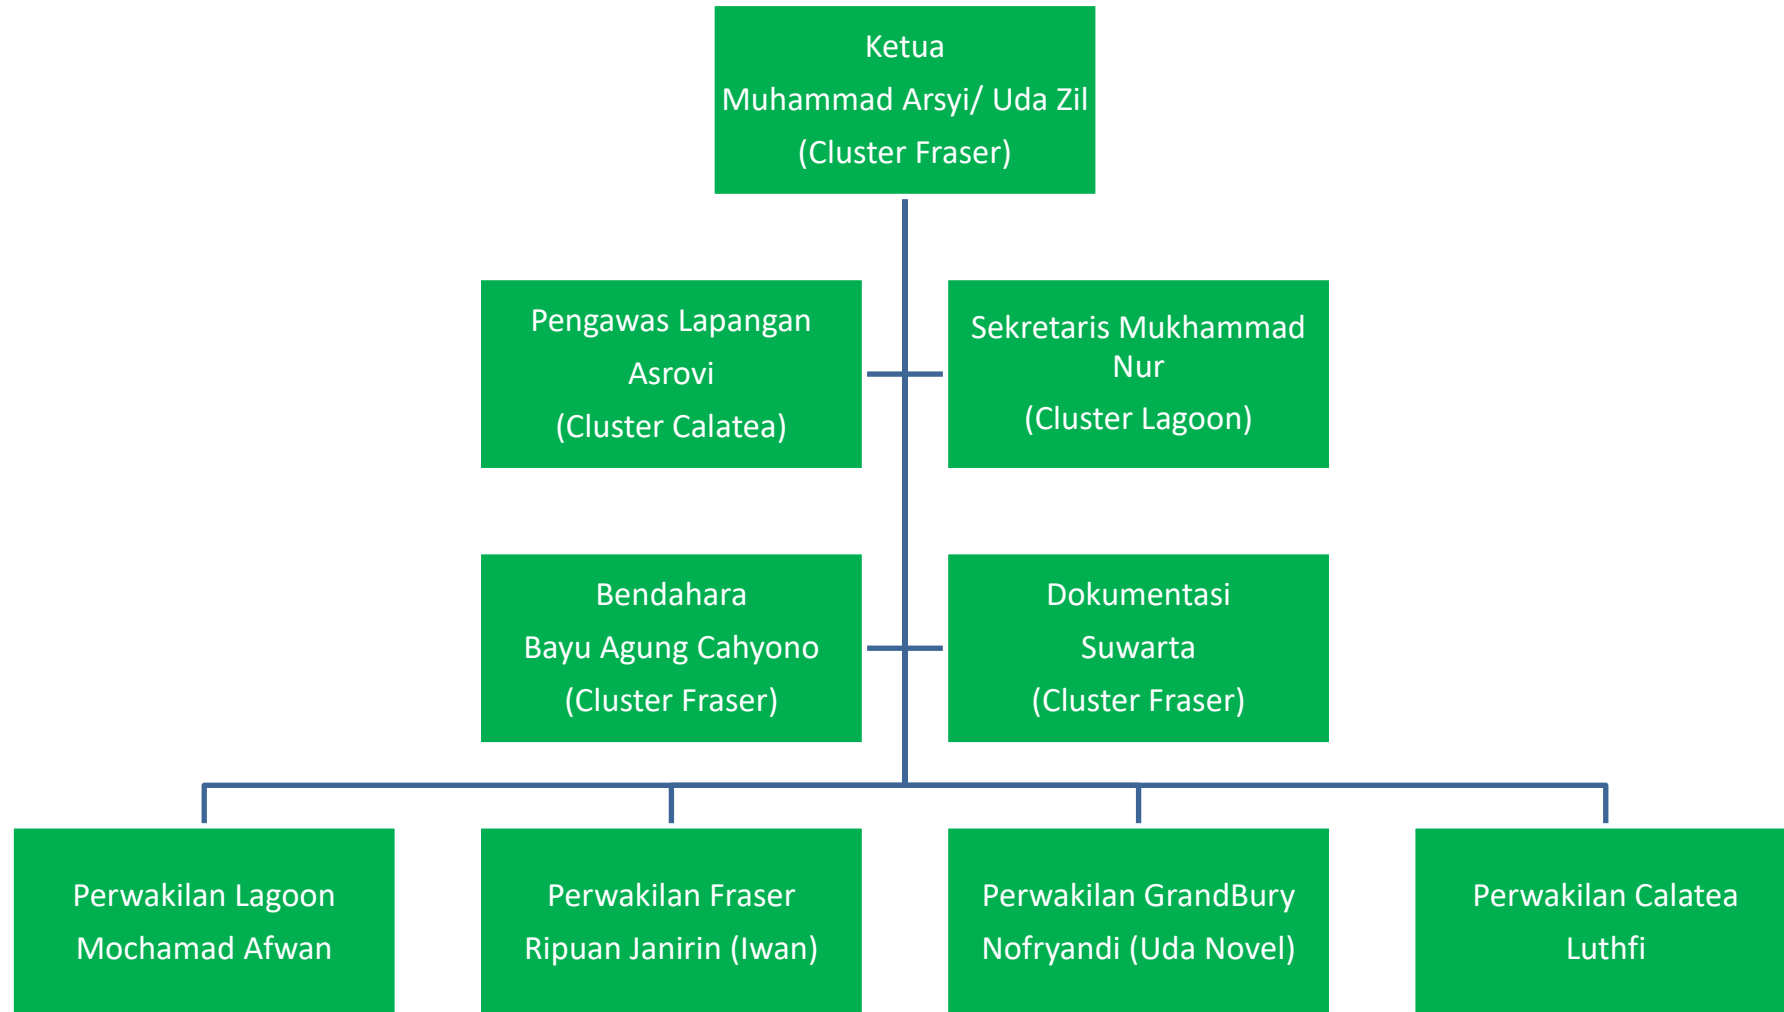 Ketua
Muhammad Arsyi/ Uda Zil
(Cluster Fraser)
Pengawas Lapangan
Asrovi
(Cluster Calatea)
Sekretaris Mukhammad
Nur
(Cluster Lagoon)
Bendahara
Bayu Agung Cahyono
(Cluster Fraser)
Dokumentasi
Suwarta
(Cluster Fraser)
Perwakilan Lagoon
Mochamad Afwan
Perwakilan Fraser
Ripuan Janirin (Iwan)
Perwakilan GrandBury
Nofryandi (Uda Novel)
Perwakilan Calatea
Luthfi